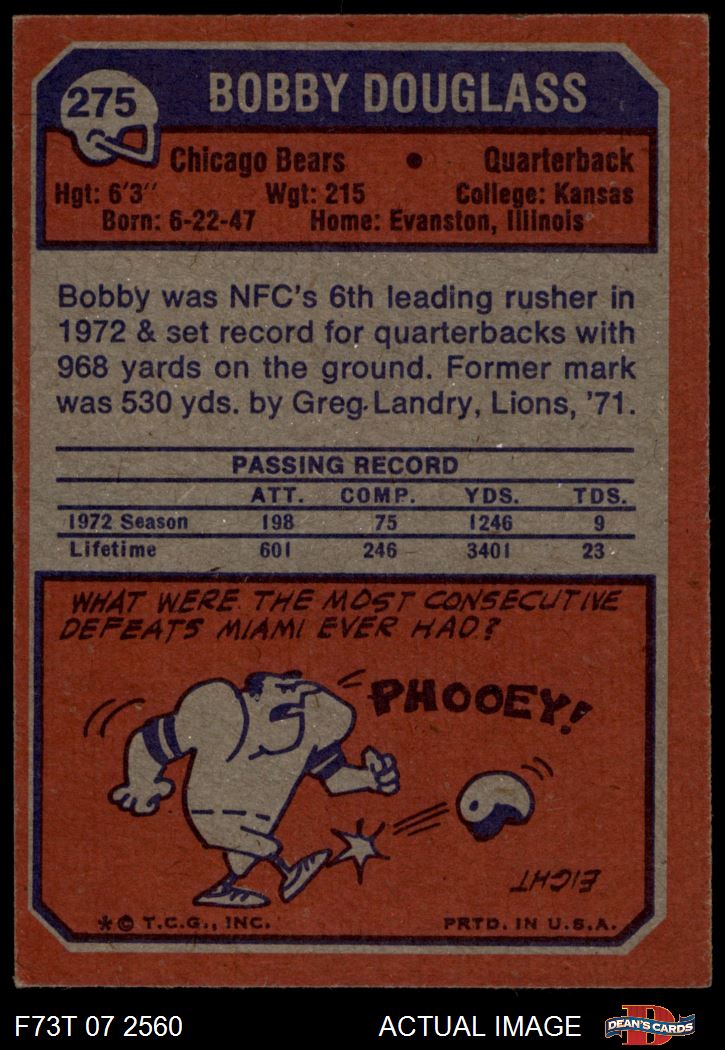 275
BOBBY DOUGLASS
Chicago Bears • Quarterback
Hgt: 6'3" Wgt: 215 College: Kansas
Born: 6-22-47 Home: Evanston, Illinois
Bobby was NFC's 6th leading rusher in
1972 & set record for quarterbacks with
968 yards on the ground. Former mark
was 530 yds. by Greg Landry, Lions, '71.
PASSING RECORD
ATT. COMP. YDS. TDS.
1972 Season 198 75 1246 9
Lifetime 601 246 3401 23
WHAT WERE THE MOST CONSECUTIVE
DEFEATS MIAMI EVER HAD?
PHOOEY!
EIGHT
* © T.C.G., INC. PRTD. IN U.S.A.
F73T 07 2560 ACTUAL IMAGE
D
DEAN'S CARDS